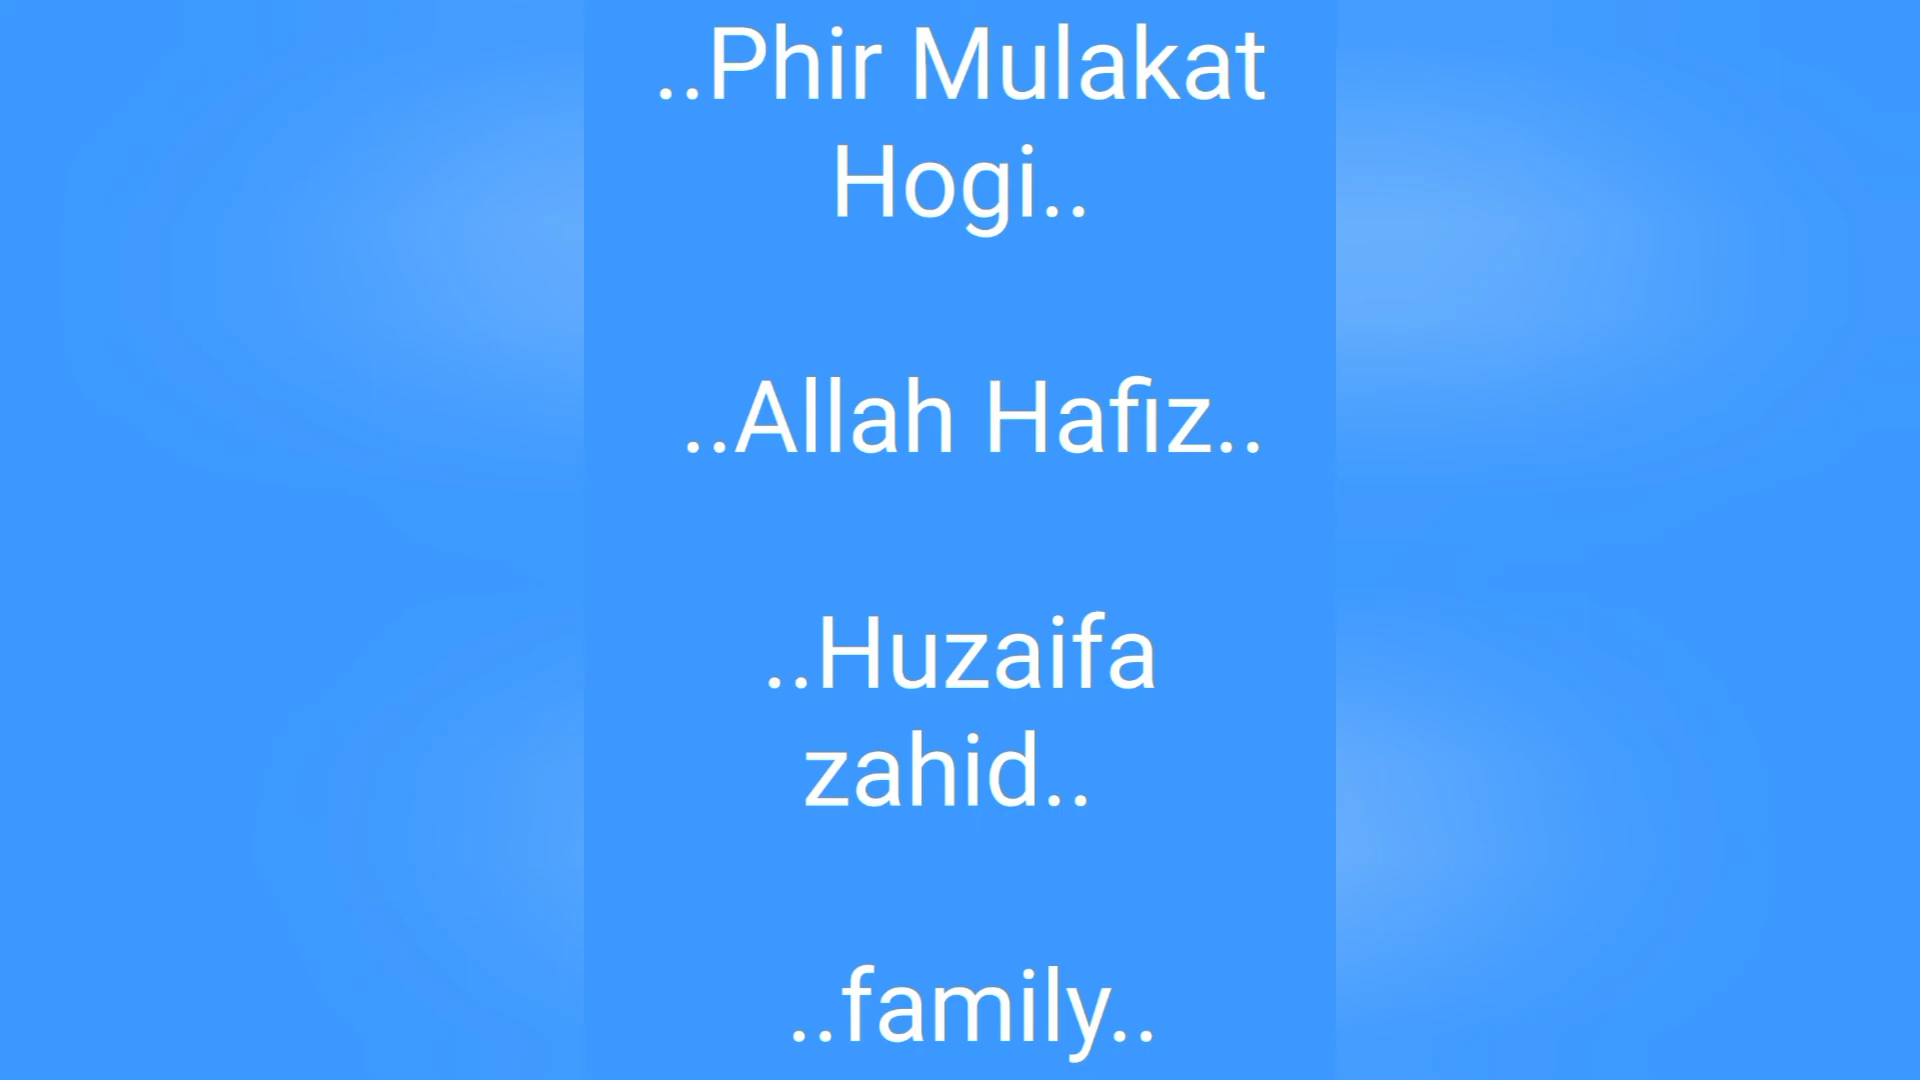 ..Phir Mulakat
Hogi..
..Allah Hafiz..
..Huzaifa
zahid..
..family..